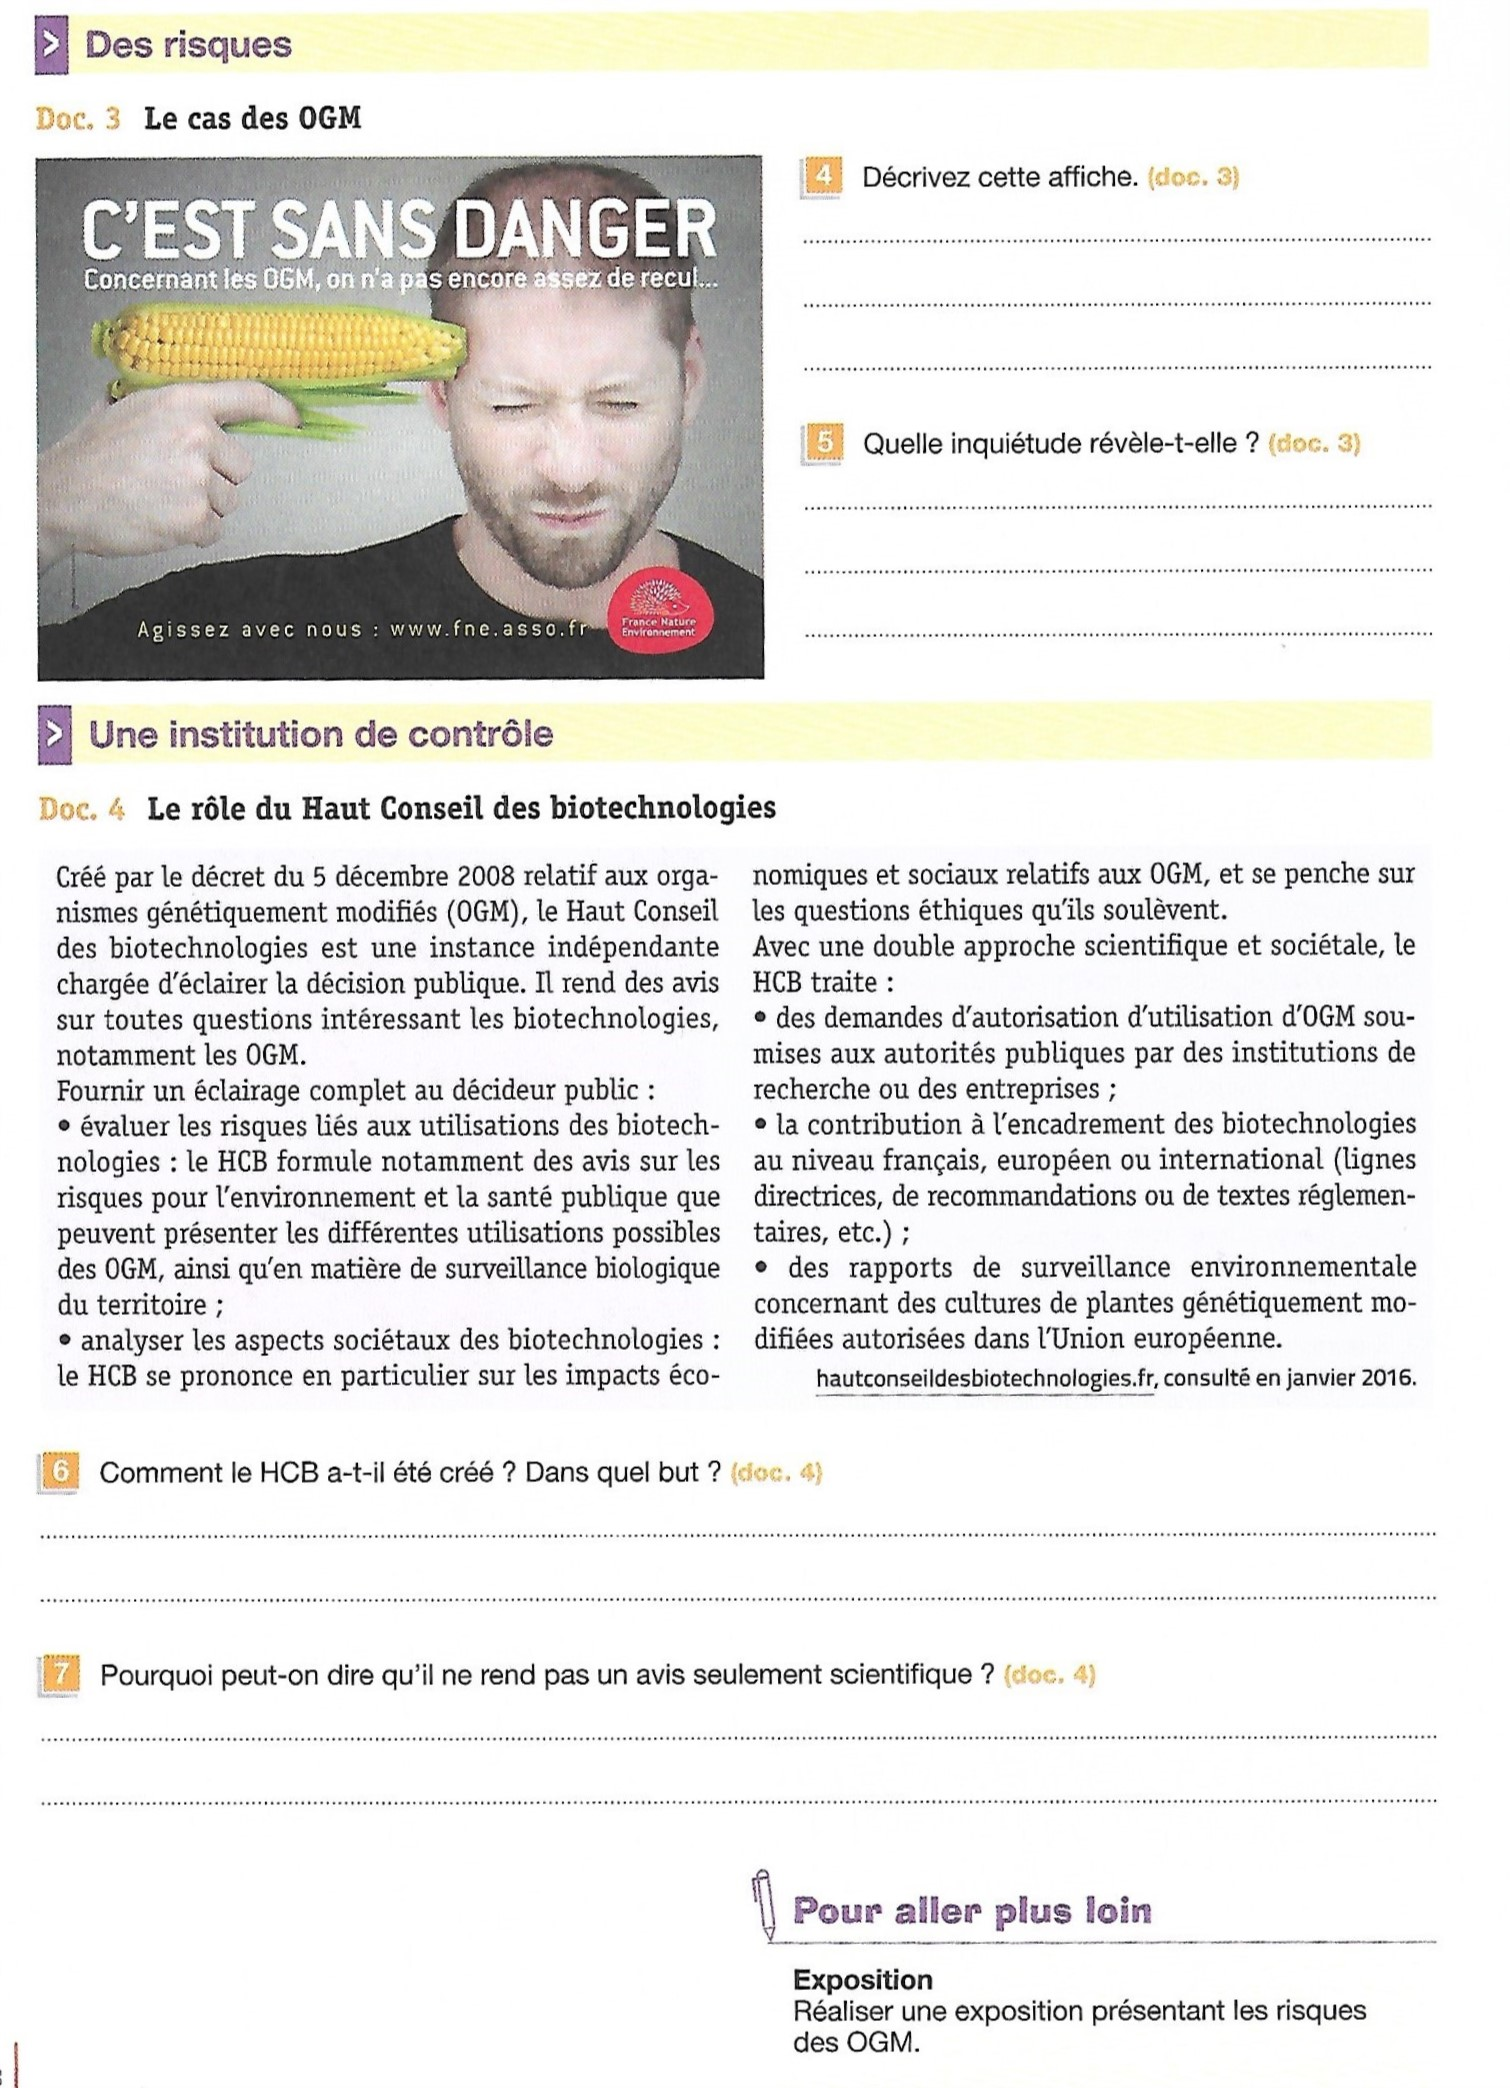 > Des risques
Doc. 3 Le cas des OGM
C'EST SANS DANGER
Concernant les OGM, on n'a pas encore assez de recul...
Agissez avec nous : www.fne.asso.fr
France Nature
Environnement
4 Décrivez cette affiche. (doc. 3)
5 Quelle inquiétude révèle-t-elle ? (doc. 3)
> Une institution de contrôle
Doc. 4 Le rôle du Haut Conseil des biotechnologies
Créé par le décret du 5 décembre 2008 relatif aux orga-
nismes génétiquement modifiés (OGM), le Haut Conseil
des biotechnologies est une instance indépendante
chargée d'éclairer la décision publique. Il rend des avis
sur toutes questions intéressant les biotechnologies,
notamment les OGM.
Fournir un éclairage complet au décideur public :
• évaluer les risques liés aux utilisations des biotech-
nologies : le HCB formule notamment des avis sur les
risques pour l'environnement et la santé publique que
peuvent présenter les différentes utilisations possibles
des OGM, ainsi qu'en matière de surveillance biologique
du territoire ;
• analyser les aspects sociétaux des biotechnologies :
le HCB se prononce en particulier sur les impacts éco-
nomiques et sociaux relatifs aux OGM, et se penche sur
les questions éthiques qu'ils soulèvent.
Avec une double approche scientifique et sociétale, le
HCB traite :
• des demandes d'autorisation d'utilisation d'OGM sou-
mises aux autorités publiques par des institutions de
recherche ou des entreprises ;
• la contribution à l'encadrement des biotechnologies
au niveau français, européen ou international (lignes
directrices, de recommandations ou de textes réglemen-
taires, etc.) ;
• des rapports de surveillance environnementale
concernant des cultures de plantes génétiquement mo-
difiées autorisées dans l'Union européenne.
hautconseildesbiotechnologies.fr, consulté en janvier 2016.
6 Comment le HCB a-t-il été créé ? Dans quel but ? (doc. 4)
7 Pourquoi peut-on dire qu'il ne rend pas un avis seulement scientifique ? (doc. 4)
Pour aller plus loin
Exposition
Réaliser une exposition présentant les risques
des OGM.